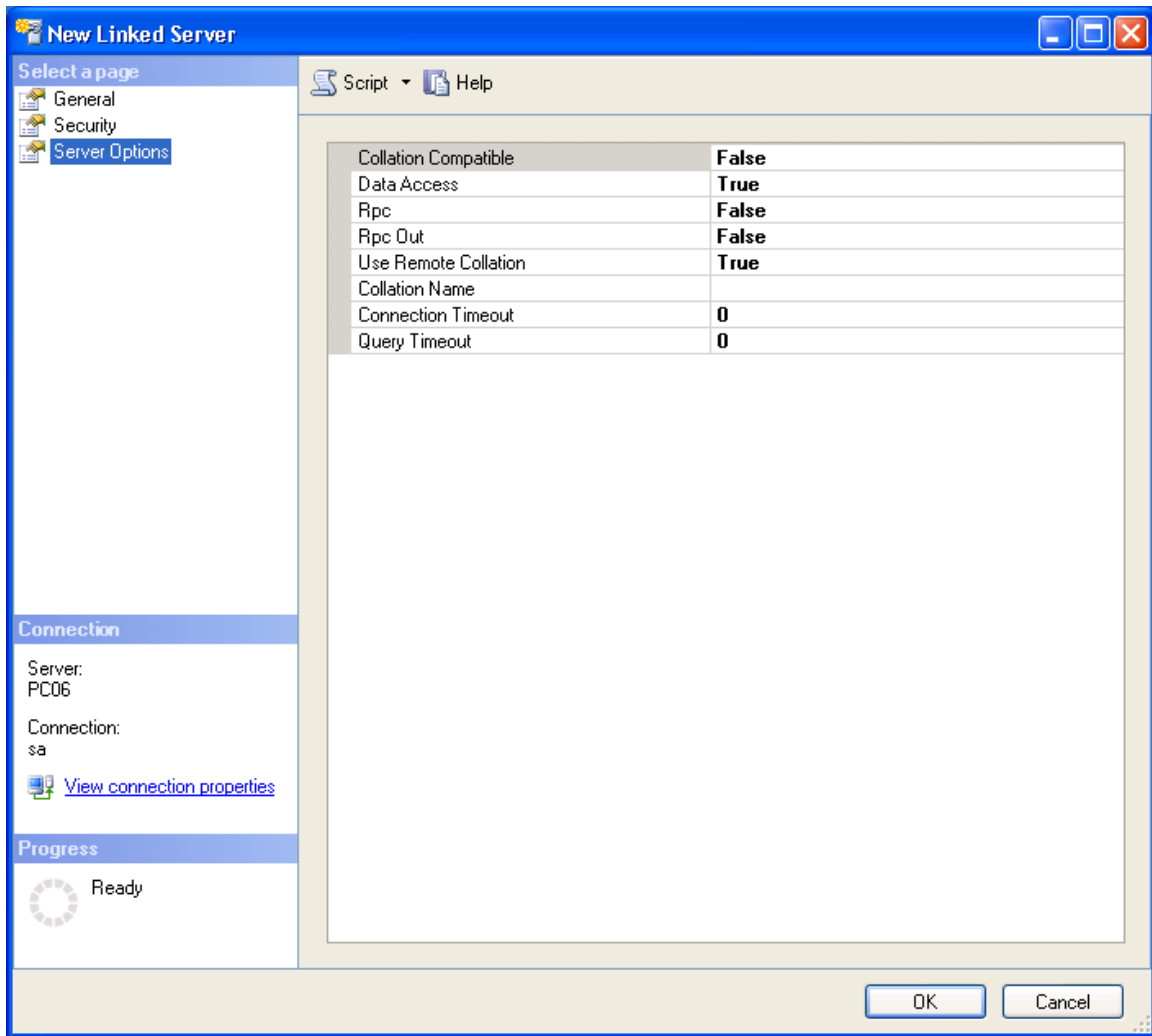 New Linked Server
Select a page
General
Security
Server Options
Script Help
Collation Compatible False
Data Access True
Rpc False
Rpc Out False
Use Remote Collation True
Collation Name
Connection Timeout 0
Query Timeout 0
Connection
Server:
PC06
Connection:
sa
View connection properties
Progress
Ready
OK Cancel